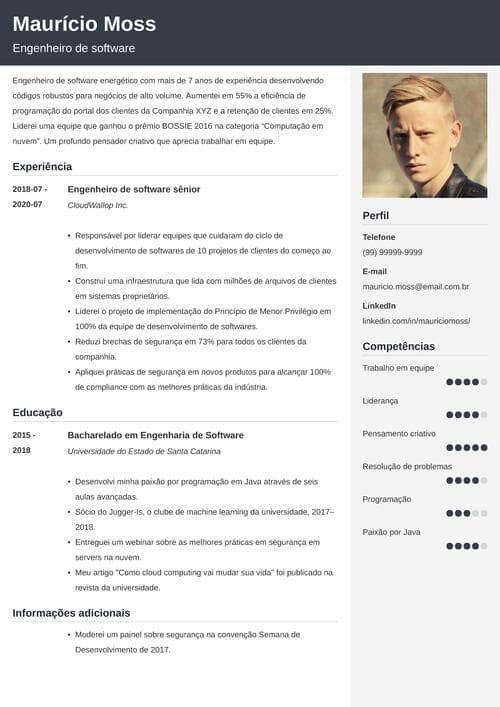 Maurício Moss
Engenheiro de software
Engenheiro de software energético com mais de 7 anos de experiência desenvolvendo
códigos robustos para negócios de alto volume. Aumentei em 55% a eficiência de
programação do portal dos clientes da Companhia XYZ e a retenção de clientes em 25%.
Liderei uma equipe que ganhou o prêmio BOSSIE 2016 na categoria "Computação em
nuvem". Um profundo pensador criativo que aprecia trabalhar em equipe.
Experiência
2018-07 -
2020-07
Engenheiro de software sênior
CloudWallop Inc.
• Responsável por liderar equipes que cuidaram do ciclo de
desenvolvimento de softwares de 10 projetos de clientes do começo ao
fim.
• Construí uma infraestrutura que lida com milhões de arquivos de clientes
em sistemas proprietários.
• Liderei o projeto de implementação do Princípio de Menor Privilégio em
100% da equipe de desenvolvimento de softwares.
• Reduzi brechas de segurança em 73% para todos os clientes da
companhia.
• Apliquei práticas de segurança em novos produtos para alcançar 100%
de compliance com as melhores práticas da indústria.
Educação
2015 -
2018
Bacharelado em Engenharia de Software
Universidade do Estado de Santa Catarina
• Desenvolvi minha paixão por programação em Java através de seis
aulas avançadas.
• Sócio do Jugger-Is, o clube de machine learning da universidade, 2017–
2018.
• Entreguei um webinar sobre as melhores práticas em segurança em
servers na nuvem.
• Meu artigo "Como cloud computing vai mudar sua vida" foi publicado na
revista da universidade.
Informações adicionais
• Moderei um painel sobre segurança na convenção Semana de
Desenvolvimento de 2017.
Perfil
Telefone
(99) 99999-9999
E-mail
mauricio.moss@email.com.br
LinkedIn
linkedin.com/in/mauriciomoss/
Competências
Trabalho em equipe
Liderança
Pensamento criativo
Resolução de problemas
Programação
Paixão por Java